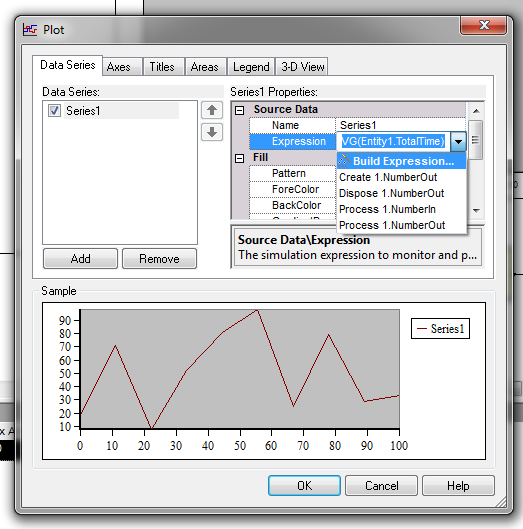 Plot
Data Series Axes Titles Areas Legend 3-D View
Data Series:
Series1
Add Remove
Series1 Properties:
Source Data
Name Series1
Expression VG(Entity1.TotalTime)
Build Expression...
Create 1.NumberOut
Dispose 1.NumberOut
Process 1.NumberIn
Process 1.NumberOut
Fill
Pattern
ForeColor
BackColor
Source Data\Expression
The simulation expression to monitor and p...
Sample
90
80
70
60
50
40
30
20
10
0 10 20 30 40 50 60 70 80 90 100
Series1
OK Cancel Help
x A